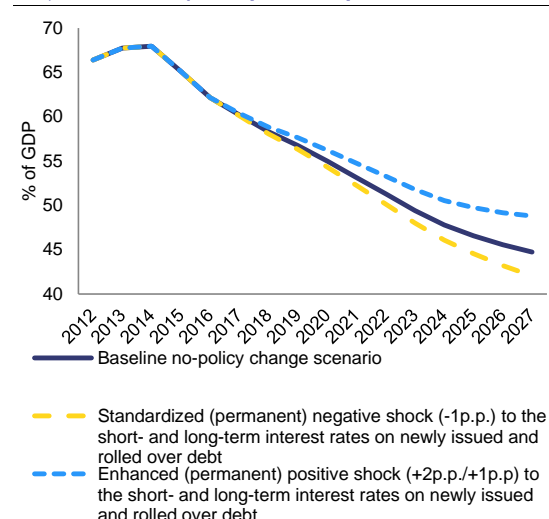 70
65
60
55
50
45
40
% of GDP
2012
2013
2014
2015
2016
2017
2018
2019
2020
2021
2022
2023
2024
2025
2026
2027
Baseline no-policy change scenario
Standardized (permanent) negative shock (-1p.p.) to the
short- and long-term interest rates on newly issued and
rolled over debt
Enhanced (permanent) positive shock (+2p.p./+1p.p) to
the short- and long-term interest rates on newly issued
and rolled over debt